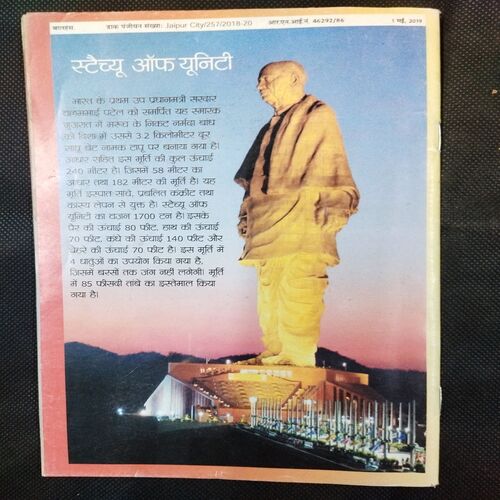 बालहंस डाक पंजीयन संख्या: Jaipur City/257/2018-20 आर.एन.आई.नं. 46292/86 1 मई, 2019
स्टैच्यू ऑफ यूनिटी
भारत के प्रथम उप प्रधानमंत्री सरदार
वल्लभभाई पटेल को समर्पित यह स्मारक
गुजरात में भरूच के निकट नर्मदा बांध
की दिशा में उससे 3.2 किलोमीटर दूर
साधू बेट नामक टापू पर बनाया गया है।
आधार सहित इस मूर्ति की कुल ऊंचाई
240 मीटर है। जिसमें 58 मीटर का
आधार तथा 182 मीटर की मूर्ति है। यह
मूर्ति इस्पात सांचे, प्रबलित कंक्रीट तथा
कांस्य लेपन से युक्त है। स्टैच्यू ऑफ
यूनिटी का वजन 1700 टन है। इसके
पैर की ऊंचाई 80 फीट, हाथ की ऊंचाई
70 फीट, कंधे की ऊंचाई 140 फीट और
चेहरे की ऊंचाई 70 फीट है। इस मूर्ति में
4 धातुओं का उपयोग किया गया है,
जिसमें बरसों तक जंग नहीं लगेगी। मूर्ति
में 85 फीसदी तांबे का इस्तेमाल किया
गया है।